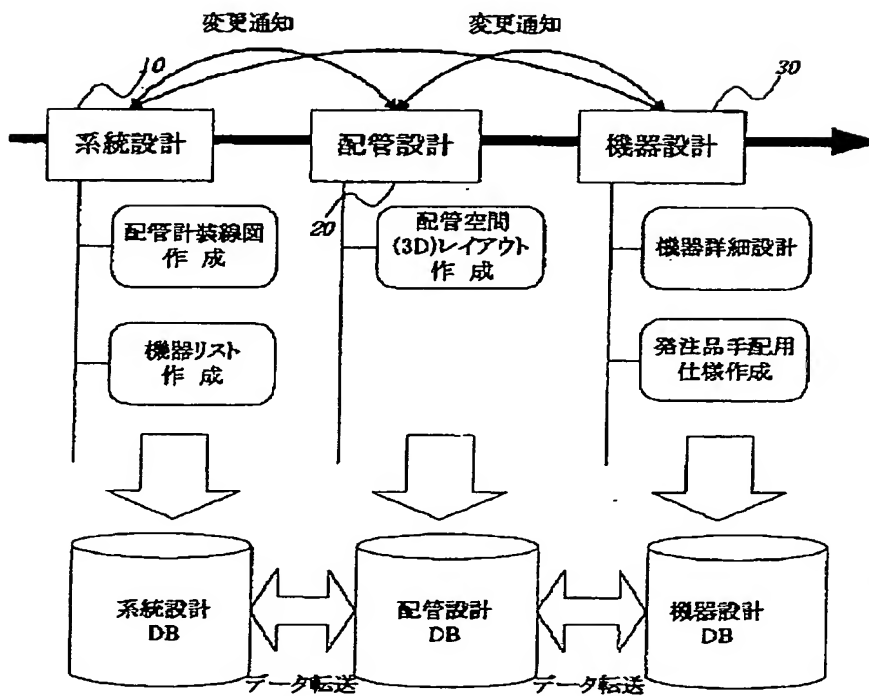 変更通知
変更通知
10
30
系統設計
配管設計
機器設計
20
配管計装線図
作 成
配管空間
(3D)レイアウト
作 成
機器詳細設計
機器リスト
作 成
発注品手配用
仕様作成
系統設計
DB
配管設計
DB
機器設計
DB
データ転送
データ転送